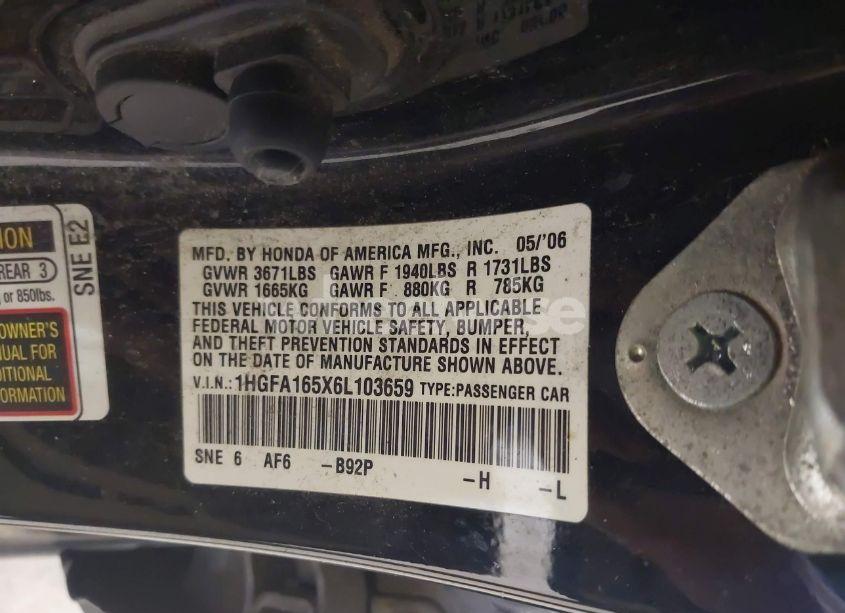 ION
SNE E2
REAR 3
or 850lbs.
OWNER'S
UAL FOR
DITIONAL
ORMATION
MFD. BY HONDA OF AMERICA MFG., INC. 05/'06
GVWR 3671LBS GAWR F 1940LBS R 1731LBS
GVWR 1665KG GAWR F 880KG R 785KG
THIS VEHICLE CONFORMS TO ALL APPLICABLE
FEDERAL MOTOR VEHICLE SAFETY, BUMPER,
AND THEFT PREVENTION STANDARDS IN EFFECT
ON THE DATE OF MANUFACTURE SHOWN ABOVE.
V.I.N.: 1HGFA165X6L103659 TYPE:PASSENGER CAR
SNE 6 AF6 -B92P -H -L